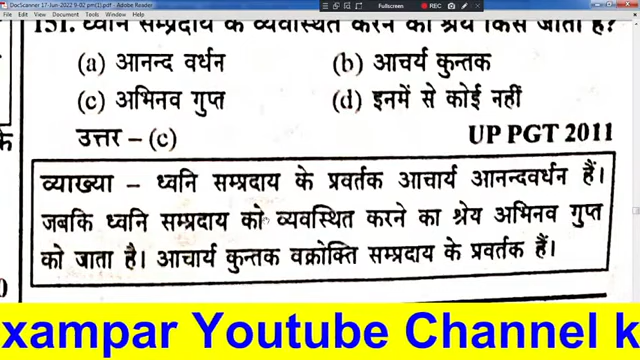 DocScanner 17-Jun-2022 9-02 pm(1).pdf - Adobe Reader
Edit View Document Tools Window Help
Fullscreen REC
151. ध्वनि सम्प्रदाय के व्यवस्थित करने का श्रेय किसे जाता है?
(a) आनन्द वर्धन (b) आचर्य कुन्तक
(c) अभिनव गुप्त (d) इनमें से कोई नहीं
उत्तर – (c) UP PGT 2011
व्याख्या – ध्वनि सम्प्रदाय के प्रवर्तक आचार्य आनन्दवर्धन हैं।
जबकि ध्वनि सम्प्रदाय को व्यवस्थित करने का श्रेय अभिनव गुप्त
को जाता है। आचार्य कुन्तक वक्रोक्ति सम्प्रदाय के प्रवर्तक हैं।
के
0
xampar Youtube Channel k